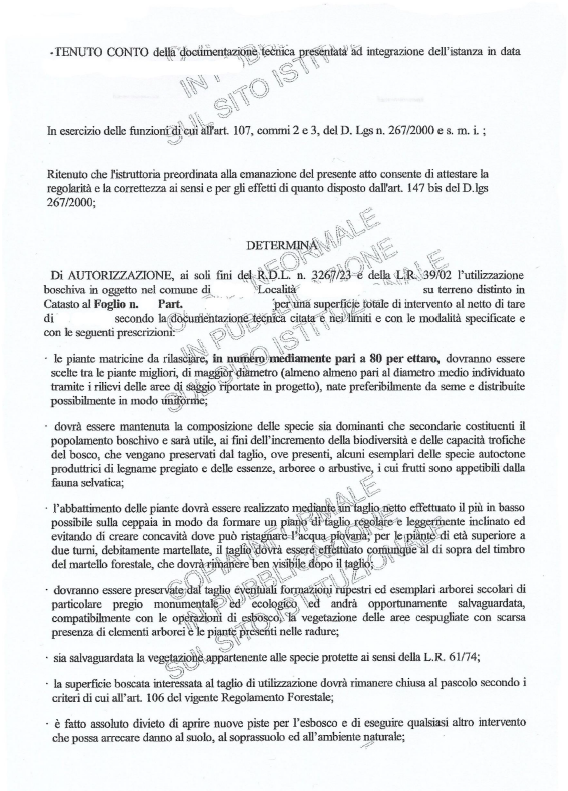 -TENUTO CONTO della documentazione tecnica presentata ad integrazione dell'istanza in data
In esercizio delle funzioni di cui all'art. 107, commi 2 e 3, del D. Lgs n. 267/2000 e s. m. i. ;
Ritenuto che l'istruttoria preordinata alla emanazione del presente atto consente di attestare la
regolarità e la correttezza ai sensi e per gli effetti di quanto disposto dall'art. 147 bis del D.lgs
267/2000;
DETERMINA
Di AUTORIZZAZIONE, ai soli fini del R.D.L. n. 3267/23 e della L.R. 39/02 l'utilizzazione
boschiva in oggetto nel comune di Località su terreno distinto in
Catasto al Foglio n. Part. per una superficie totale di intervento al netto di tare
di secondo la documentazione tecnica citata e nei limiti e con le modalità specificate e
con le seguenti prescrizioni:
· le piante matricine da rilasciare, in numero mediamente pari a 80 per ettaro, dovranno essere
scelte tra le piante migliori, di maggior diametro (almeno almeno pari al diametro medio individuato
tramite i rilievi delle aree di saggio riportate in progetto), nate preferibilmente da seme e distribuite
possibilmente in modo uniforme;
· dovrà essere mantenuta la composizione delle specie sia dominanti che secondarie costituenti il
popolamento boschivo e sarà utile, ai fini dell'incremento della biodiversità e delle capacità trofiche
del bosco, che vengano preservati dal taglio, ove presenti, alcuni esemplari delle specie autoctone
produttrici di legname pregiato e delle essenze, arboree o arbustive, i cui frutti sono appetibili dalla
fauna selvatica;
· l'abbattimento delle piante dovrà essere realizzato mediante un taglio netto effettuato il più in basso
possibile sulla ceppaia in modo da formare un piano di taglio regolare e leggermente inclinato ed
evitando di creare concavità dove può ristagnare l'acqua piovana; per le piante di età superiore a
due turni, debitamente martellate, il taglio dovrà essere effettuato comunque al di sopra del timbro
del martello forestale, che dovrà rimanere ben visibile dopo il taglio;
· dovranno essere preservate dal taglio eventuali formazioni rupestri ed esemplari arborei secolari di
particolare pregio monumentale ed ecologico ed andrà opportunamente salvaguardata,
compatibilmente con le operazioni di esbosco, la vegetazione delle aree cespugliate con scarsa
presenza di elementi arborei e le piante presenti nelle radure;
· sia salvaguardata la vegetazione appartenente alle specie protette ai sensi della L.R. 61/74;
· la superficie boscata interessata al taglio di utilizzazione dovrà rimanere chiusa al pascolo secondo i
criteri di cui all'art. 106 del vigente Regolamento Forestale;
· è fatto assoluto divieto di aprire nuove piste per l'esbosco e di eseguire qualsiasi altro intervento
che possa arrecare danno al suolo, al soprassuolo ed all'ambiente naturale;
COPIA INFORMALE
IN PUBBLICAZIONE
SUL SITO ISTITUZIONALE